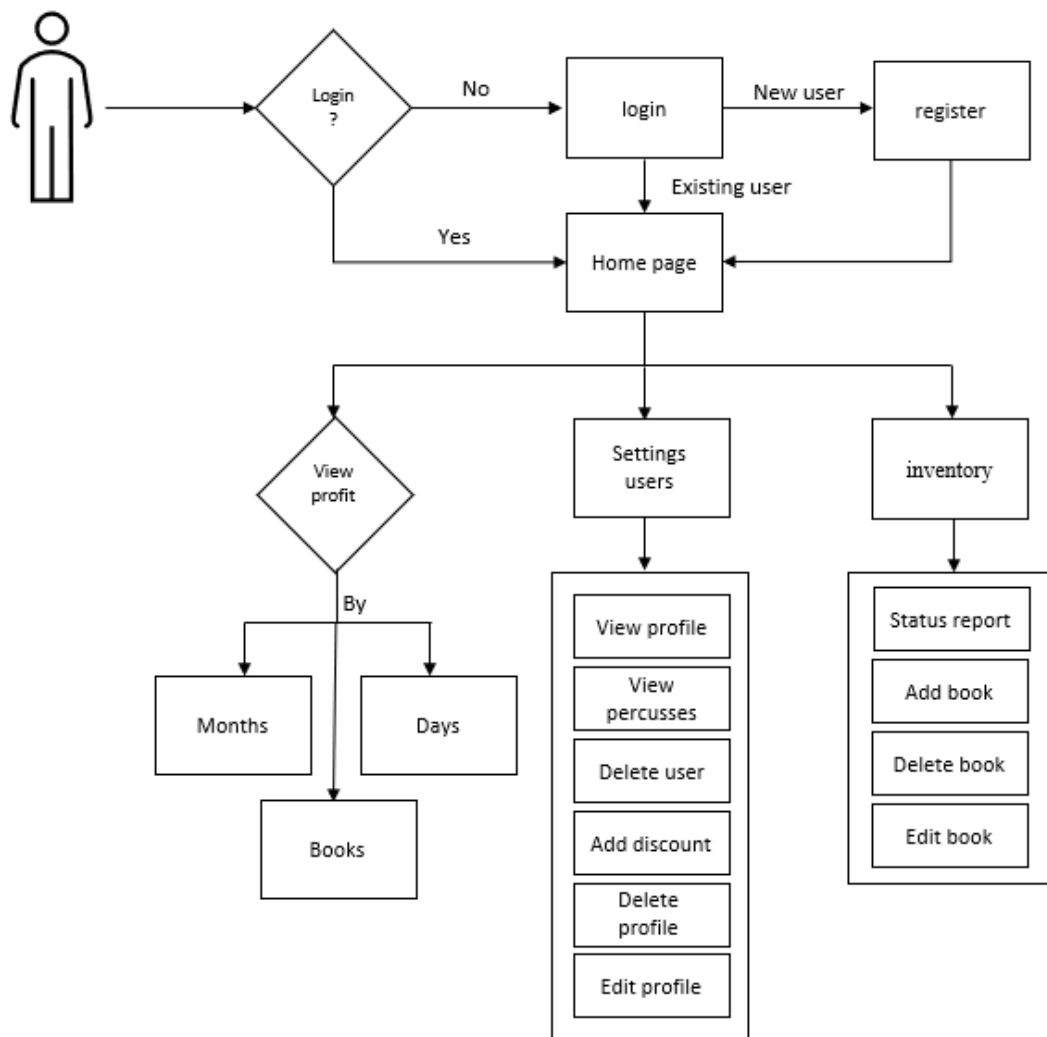 Login
?
No
login
New user
register
Existing user
Yes
Home page
View
profit
Settings
users
inventory
By
Months
Days
Books
View profile
View
percusses
Delete user
Add discount
Delete
profile
Edit profile
Status report
Add book
Delete book
Edit book